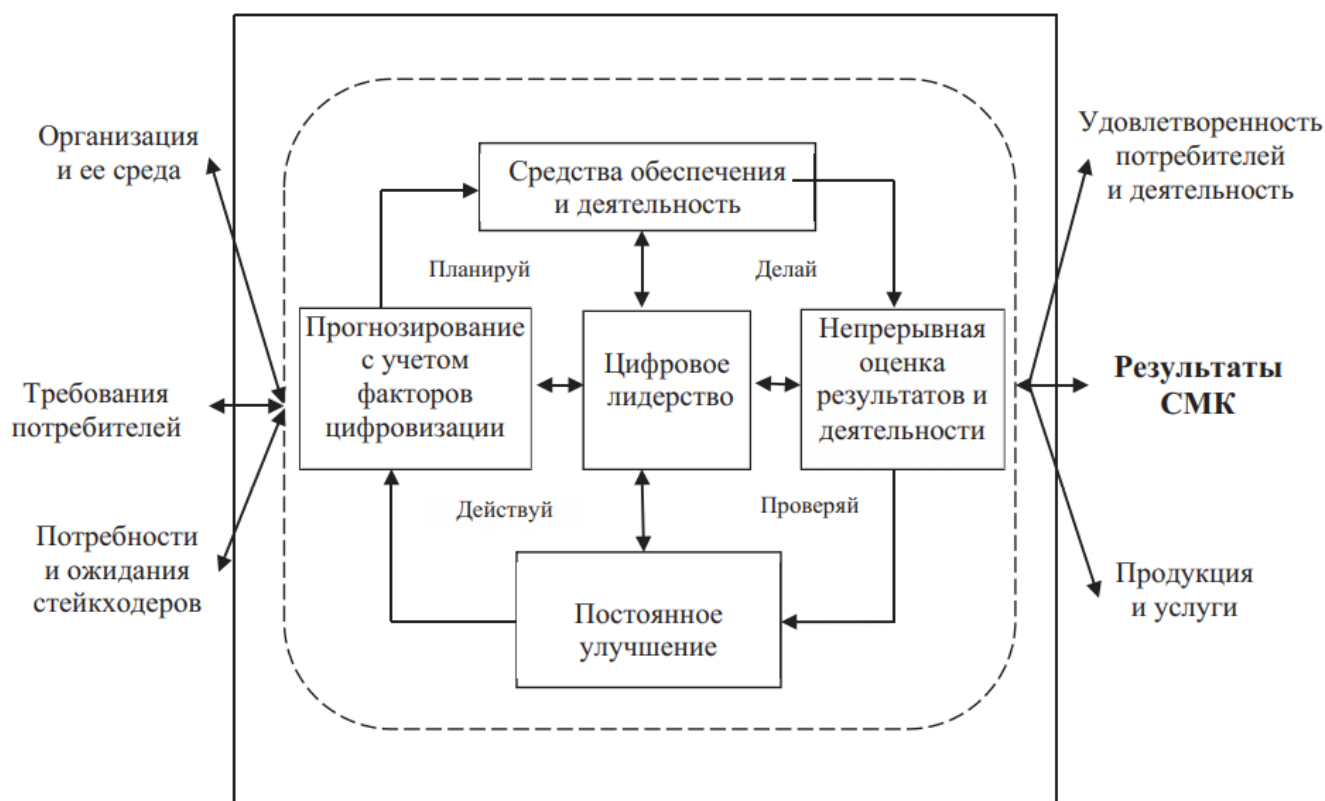 Организация
и ее среда
Требования
потребителей
Потребности
и ожидания
стейкходеров
Средства обеспечения
и деятельность
Планируй
Делай
Прогнозирование
с учетом
факторов
цифровизации
Цифровое
лидерство
Непрерывная
оценка
результатов и
деятельности
Действуй
Проверяй
Постоянное
улучшение
Удовлетворенность
потребителей
и деятельность
Результаты
СМК
Продукция
и услуги